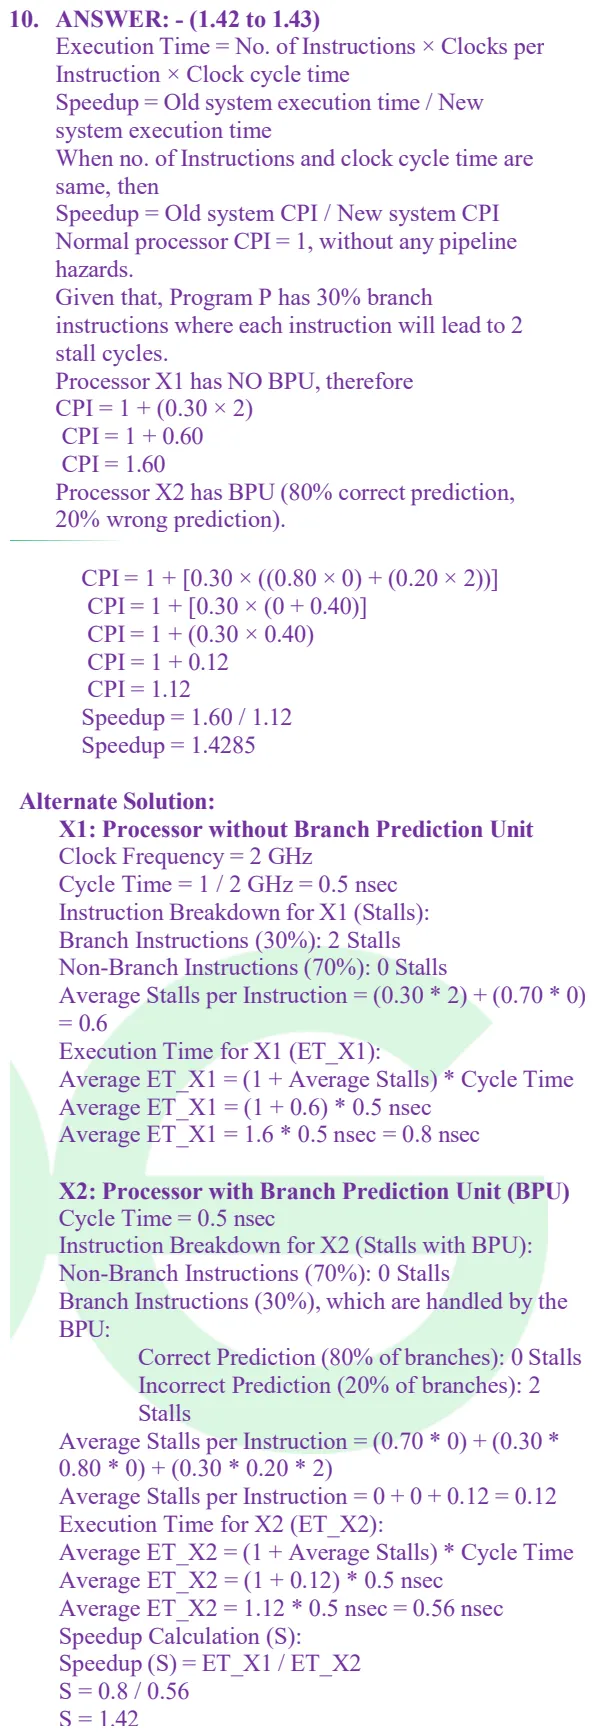 10. ANSWER: - (1.42 to 1.43)
Execution Time = No. of Instructions × Clocks per
Instruction × Clock cycle time
Speedup = Old system execution time / New
system execution time
When no. of Instructions and clock cycle time are
same, then
Speedup = Old system CPI / New system CPI
Normal processor CPI = 1, without any pipeline
hazards.
Given that, Program P has 30% branch
instructions where each instruction will lead to 2
stall cycles.
Processor X1 has NO BPU, therefore
CPI = 1 + (0.30 × 2)
CPI = 1 + 0.60
CPI = 1.60
Processor X2 has BPU (80% correct prediction,
20% wrong prediction).
CPI = 1 + [0.30 × ((0.80 × 0) + (0.20 × 2))]
CPI = 1 + [0.30 × (0 + 0.40)]
CPI = 1 + (0.30 × 0.40)
CPI = 1 + 0.12
CPI = 1.12
Speedup = 1.60 / 1.12
Speedup = 1.4285
Alternate Solution:
X1: Processor without Branch Prediction Unit
Clock Frequency = 2 GHz
Cycle Time = 1 / 2 GHz = 0.5 nsec
Instruction Breakdown for X1 (Stalls):
Branch Instructions (30%): 2 Stalls
Non-Branch Instructions (70%): 0 Stalls
Average Stalls per Instruction = (0.30 * 2) + (0.70 * 0)
= 0.6
Execution Time for X1 (ET_X1):
Average ET_X1 = (1 + Average Stalls) * Cycle Time
Average ET_X1 = (1 + 0.6) * 0.5 nsec
Average ET_X1 = 1.6 * 0.5 nsec = 0.8 nsec
X2: Processor with Branch Prediction Unit (BPU)
Cycle Time = 0.5 nsec
Instruction Breakdown for X2 (Stalls with BPU):
Non-Branch Instructions (70%): 0 Stalls
Branch Instructions (30%), which are handled by the
BPU:
Correct Prediction (80% of branches): 0 Stalls
Incorrect Prediction (20% of branches): 2
Stalls
Average Stalls per Instruction = (0.70 * 0) + (0.30 *
0.80 * 0) + (0.30 * 0.20 * 2)
Average Stalls per Instruction = 0 + 0 + 0.12 = 0.12
Execution Time for X2 (ET_X2):
Average ET_X2 = (1 + Average Stalls) * Cycle Time
Average ET_X2 = (1 + 0.12) * 0.5 nsec
Average ET_X2 = 1.12 * 0.5 nsec = 0.56 nsec
Speedup Calculation (S):
Speedup (S) = ET_X1 / ET_X2
S = 0.8 / 0.56
S = 1.42